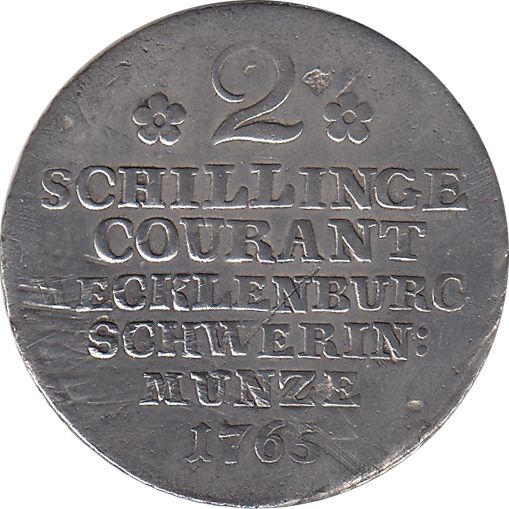 2
SCHILLINGE
COURANT
MECKLENBURG
SCHWERIN:
MUNZE
1765